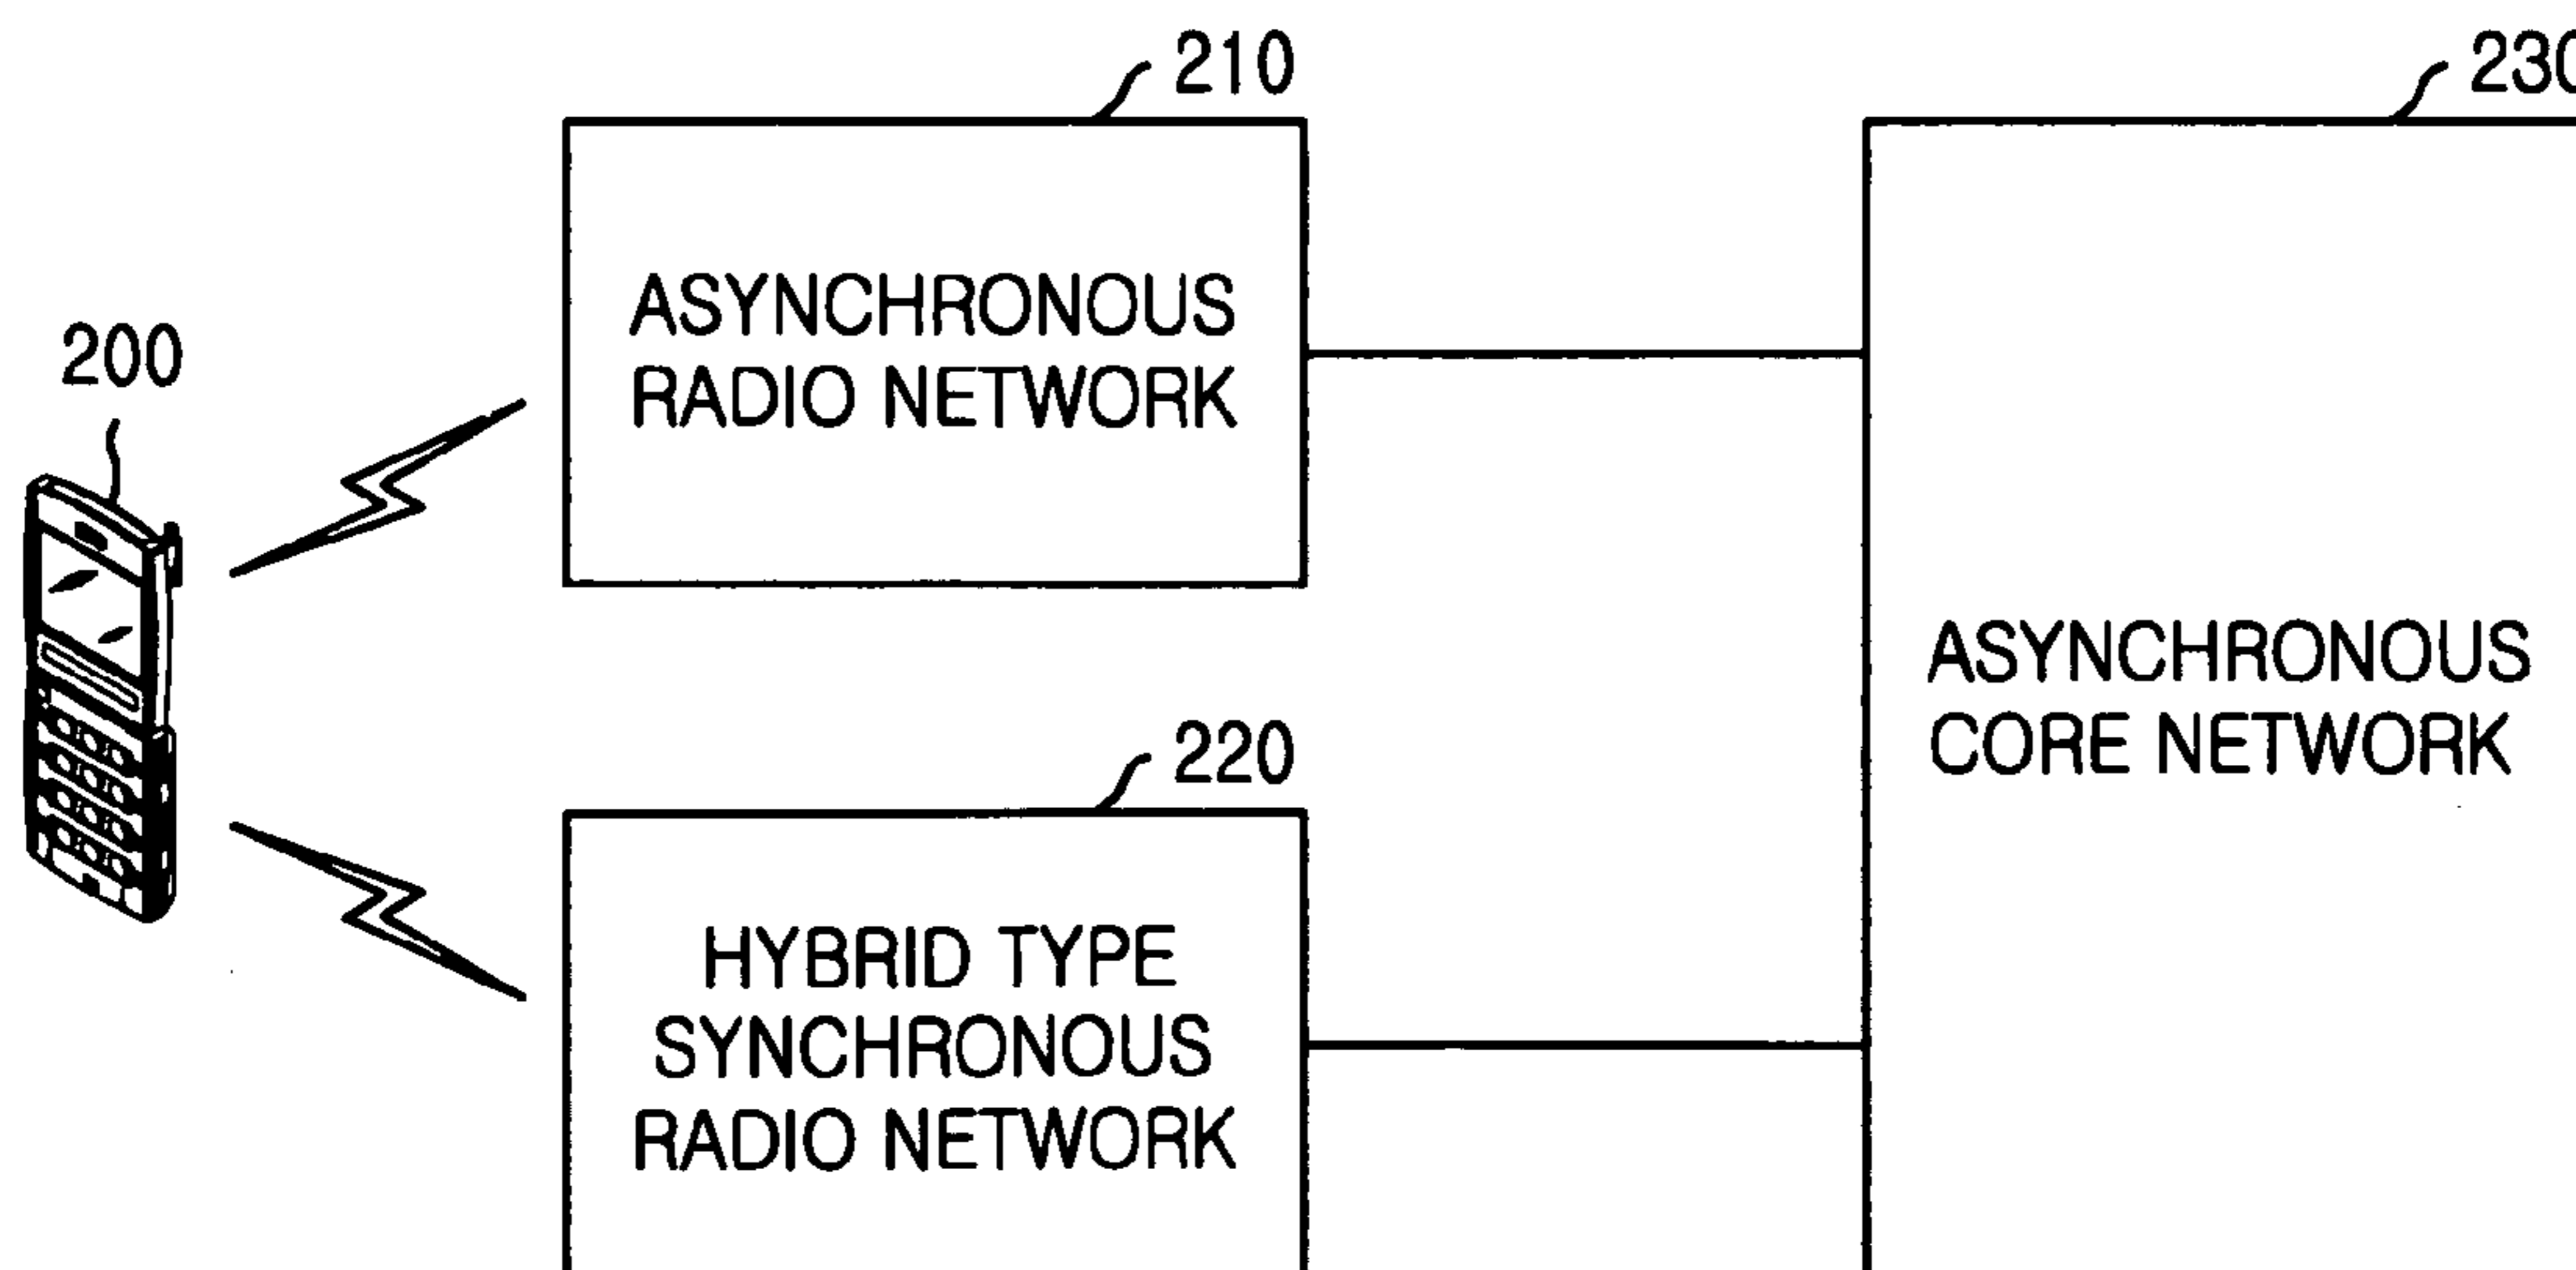 210
230
ASYNCHRONOUS
RADIO NETWORK
200
ASYNCHRONOUS
CORE NETWORK
220
HYBRID TYPE
SYNCHRONOUS
RADIO NETWORK